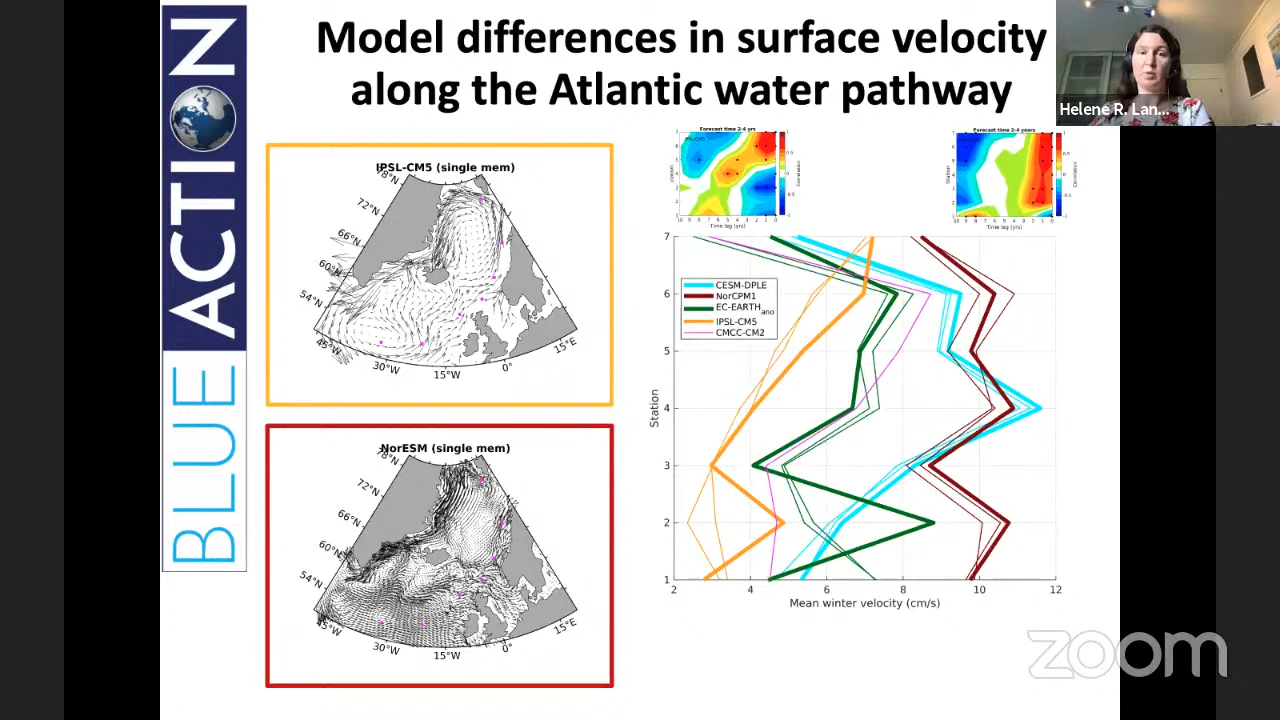 BLUE ACTION
Model differences in surface velocity
along the Atlantic water pathway
Helene R. Lan...
IPSL-CM5 (single mem)
78°N
72°N
66°N
60°N
54°N
45°W
30°W
15°W
0°
15°E
NorESM (single mem)
78°N
72°N
66°N
60°N
54°N
45°W
30°W
15°W
0°
15°E
Forecast time 2-4 yrs
Station
Time lag (yrs)
Correlation
Forecast time 2-4 years
Station
Time lag (yrs)
Correlation
7
6
5
4
3
2
1
Station
CESM-DPLE
NorCPM1
EC-EARTH ano
IPSL-CM5
CMCC-CM2
2 4 6 8 10 12
Mean winter velocity (cm/s)
zoom